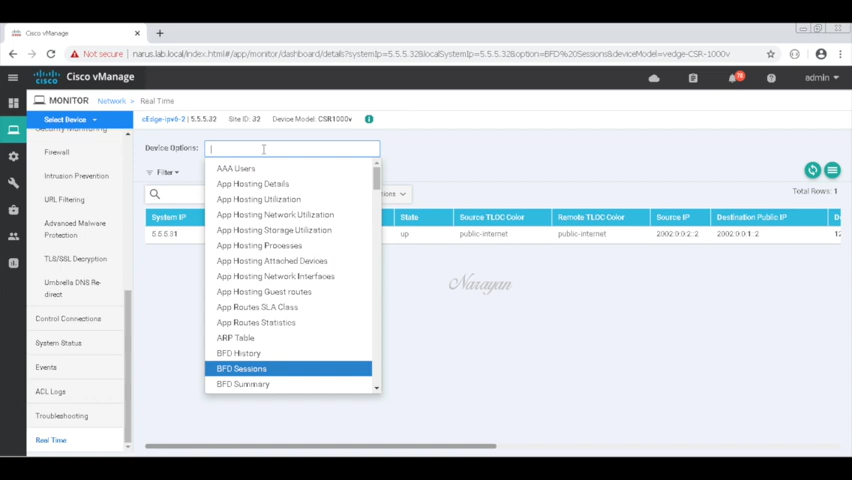 Cisco vManage
Not secure narus.lab.local/index.html#/app/monitor/dashboard/details?systemIp=5.5.5.32&localSystemIp=5.5.5.32&option=BFD%20Sessions&deviceModel=vedge-CSR-1000v
Cisco vManage
admin
MONITOR Network > Real Time
Select Device
cEdge-ipv6-2 | 5.5.5.32 Site ID: 32 Device Model: CSR1000v
Security Monitoring
Firewall
Intrusion Prevention
URL Filtering
Advanced Malware
Protection
TLS/SSL Decryption
Umbrella DNS Re-
direct
Control Connections
System Status
Events
ACL Logs
Troubleshooting
Real Time
Device Options:
Filter
AAA Users
App Hosting Details
App Hosting Utilization
App Hosting Network Utilization
App Hosting Storage Utilization
App Hosting Processes
App Hosting Attached Devices
App Hosting Network Interfaces
App Hosting Guest routes
App Routes SLA Class
App Routes Statistics
ARP Table
BFD History
BFD Sessions
BFD Summary
Total Rows: 1
System IP State Source TLOC Color Remote TLOC Color Source IP Destination Public IP
5.5.5.31 up public-internet public-internet 2002:0:0:2::2 2002:0:0:1::2 12
Narayan